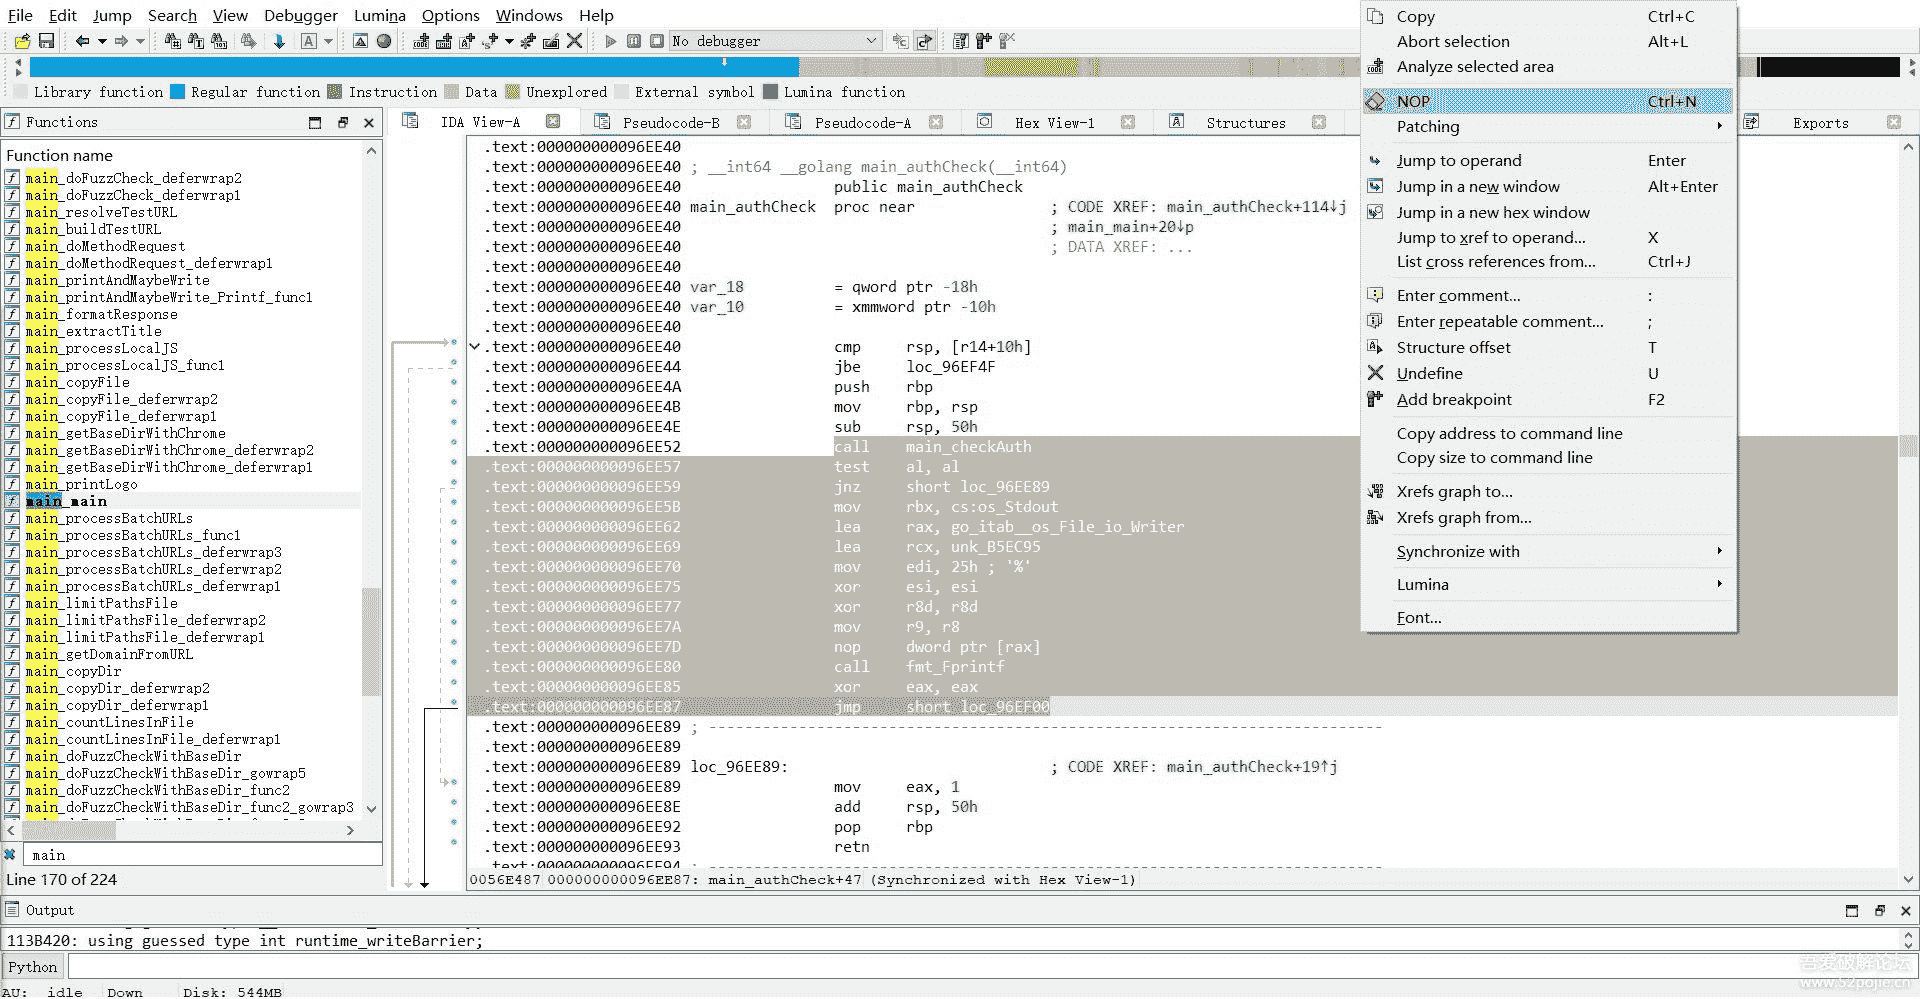 File Edit Jump Search View Debugger Lumina Options Windows Help
No debugger
Library function Regular function Instruction Data Unexplored External symbol Lumina function
Functions
Function name
main_doFuzzCheck_deferwrap2
main_doFuzzCheck_deferwrap1
main_resolveTestURL
main_buildTestURL
main_doMethodRequest
main_doMethodRequest_deferwrap1
main_printAndMaybeWrite
main_printAndMaybeWrite_Printf_func1
main_formatResponse
main_extractTitle
main_processLocalJS
main_processLocalJS_func1
main_copyFile
main_copyFile_deferwrap2
main_copyFile_deferwrap1
main_getBaseDirWithChrome
main_getBaseDirWithChrome_deferwrap2
main_getBaseDirWithChrome_deferwrap1
main_printLogo
main_main
main_processBatchURLs
main_processBatchURLs_func1
main_processBatchURLs_deferwrap3
main_processBatchURLs_deferwrap2
main_processBatchURLs_deferwrap1
main_limitPathsFile
main_limitPathsFile_deferwrap2
main_limitPathsFile_deferwrap1
main_getDomainFromURL
main_copyDir
main_copyDir_deferwrap2
main_copyDir_deferwrap1
main_countLinesInFile
main_countLinesInFile_deferwrap1
main_doFuzzCheckWithBaseDir
main_doFuzzCheckWithBaseDir_gowrap5
main_doFuzzCheckWithBaseDir_func2
main_doFuzzCheckWithBaseDir_func2_gowrap3
main
Line 170 of 224
IDA View-A Pseudocode-B Pseudocode-A Hex View-1 Structures Exports
.text:000000000096EE40
.text:000000000096EE40 ; __int64 __golang main_authCheck(__int64)
.text:000000000096EE40 public main_authCheck
.text:000000000096EE40 main_authCheck proc near ; CODE XREF: main_authCheck+114↓j
.text:000000000096EE40 ; main_main+20↓p
.text:000000000096EE40 ; DATA XREF: ...
.text:000000000096EE40
.text:000000000096EE40 var_18 = qword ptr -18h
.text:000000000096EE40 var_10 = xmmword ptr -10h
.text:000000000096EE40
.text:000000000096EE40 cmp rsp, [r14+10h]
.text:000000000096EE44 jbe loc_96EF4F
.text:000000000096EE4A push rbp
.text:000000000096EE4B mov rbp, rsp
.text:000000000096EE4E sub rsp, 50h
.text:000000000096EE52 call main_checkAuth
.text:000000000096EE57 test al, al
.text:000000000096EE59 jnz short loc_96EE89
.text:000000000096EE5B mov rbx, cs:os_Stdout
.text:000000000096EE62 lea rax, go_itab__os_File_io_Writer
.text:000000000096EE69 lea rcx, unk_B5EC95
.text:000000000096EE70 mov edi, 25h ; '%'
.text:000000000096EE75 xor esi, esi
.text:000000000096EE77 xor r8d, r8d
.text:000000000096EE7A mov r9, r8
.text:000000000096EE7D nop dword ptr [rax]
.text:000000000096EE80 call fmt_Fprintf
.text:000000000096EE85 xor eax, eax
.text:000000000096EE87 jmp short loc_96EF00
.text:000000000096EE89 ; ---------------------------------------------------------------------------
.text:000000000096EE89
.text:000000000096EE89 loc_96EE89: ; CODE XREF: main_authCheck+19↑j
.text:000000000096EE89 mov eax, 1
.text:000000000096EE8E add rsp, 50h
.text:000000000096EE92 pop rbp
.text:000000000096EE93 retn
.text:000000000096EE94 ; ---------------------------------------------------------------------------
0056E487 000000000096EE87: main_authCheck+47 (Synchronized with Hex View-1)
Copy Ctrl+C
Abort selection Alt+L
Analyze selected area
NOP Ctrl+N
Patching
Jump to operand Enter
Jump in a new window Alt+Enter
Jump in a new hex window
Jump to xref to operand... X
List cross references from... Ctrl+J
Enter comment... :
Enter repeatable comment... ;
Structure offset T
Undefine U
Add breakpoint F2
Copy address to command line
Copy size to command line
Xrefs graph to...
Xrefs graph from...
Synchronize with
Lumina
Font...
Output
113B420: using guessed type int runtime_writeBarrier;
Python
AU: idle Down Disk: 544MB
吾爱破解论坛
www.52pojie.cn